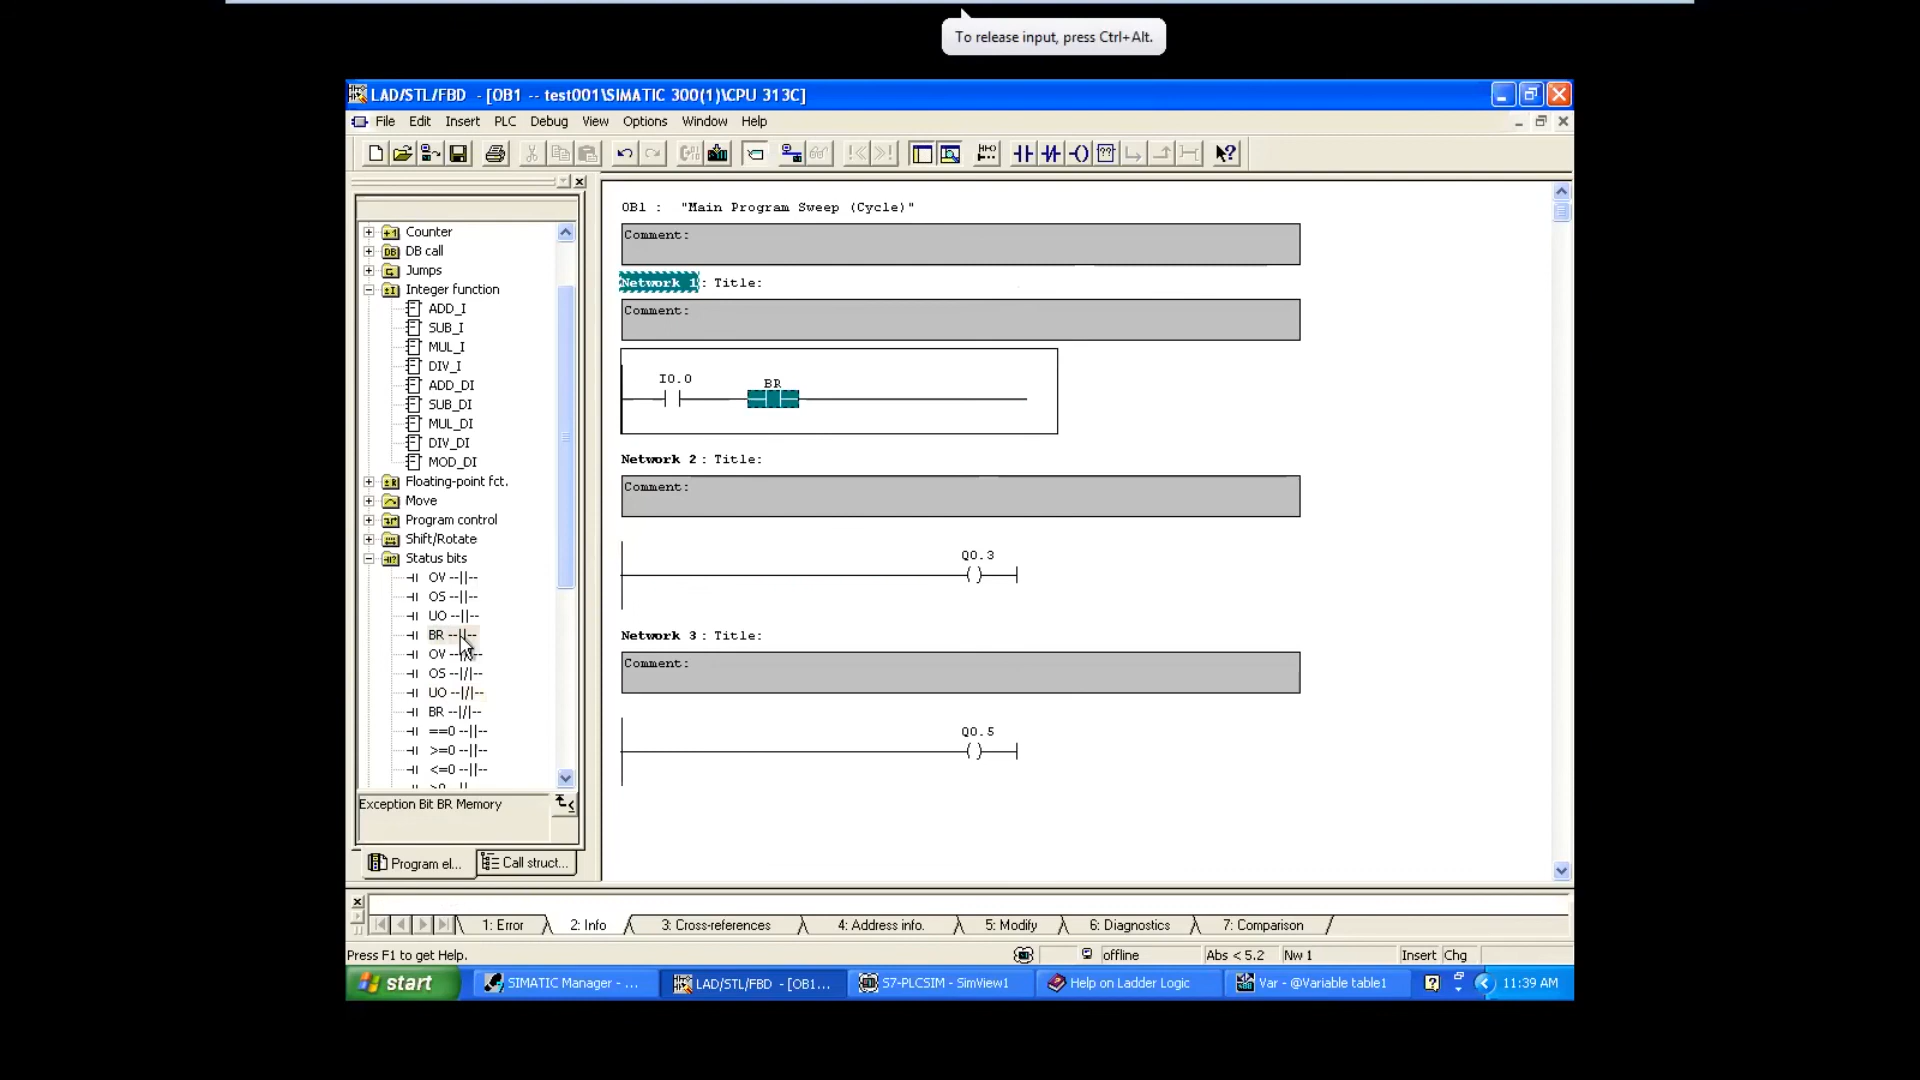 To release input, press Ctrl+Alt.
LAD/STL/FBD - [OB1 -- test001\SIMATIC 300(1)\CPU 313C]
File Edit Insert PLC Debug View Options Window Help
Counter
DB call
Jumps
Integer function
ADD_I
SUB_I
MUL_I
DIV_I
ADD_DI
SUB_DI
MUL_DI
DIV_DI
MOD_DI
Floating-point fct.
Move
Program control
Shift/Rotate
Status bits
OV --||--
OS --||--
UO --||--
BR --||--
OV --|/|--
OS --|/|--
UO --|/|--
BR --|/|--
==0 --||--
>=0 --||--
<=0 --||--
Exception Bit BR Memory
Program el...
Call struct...
OB1 : "Main Program Sweep (Cycle)"
Comment:
Network 1: Title:
Comment:
I0.0
BR
Network 2: Title:
Comment:
Q0.3
Network 3: Title:
Comment:
Q0.5
1: Error 2: Info 3: Cross-references 4: Address info. 5: Modify 6: Diagnostics 7: Comparison
Press F1 to get Help. offline Abs < 5.2 Nw 1 Insert Chg
start SIMATIC Manager - ... LAD/STL/FBD - [OB1... S7-PLCSIM - SimView1 Help on Ladder Logic Var - @Variable table1 11:39 AM